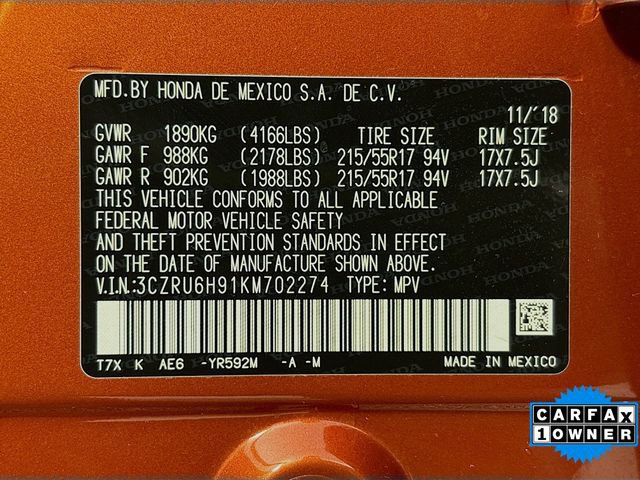 MFD.BY HONDA DE MEXICO S.A. DE C.V.
11/'18
GVWR 1890KG (4166LBS) TIRE SIZE RIM SIZE
GAWR F 988KG (2178LBS) 215/55R17 94V 17X7.5J
GAWR R 902KG (1988LBS) 215/55R17 94V 17X7.5J
THIS VEHICLE CONFORMS TO ALL APPLICABLE
FEDERAL MOTOR VEHICLE SAFETY
AND THEFT PREVENTION STANDARDS IN EFFECT
ON THE DATE OF MANUFACTURE SHOWN ABOVE.
V.I.N.:3CZRU6H91KM702274 TYPE: MPV
T7X K AE6 -YR592M -A -M MADE IN MEXICO
CARFAX
1 OWNER